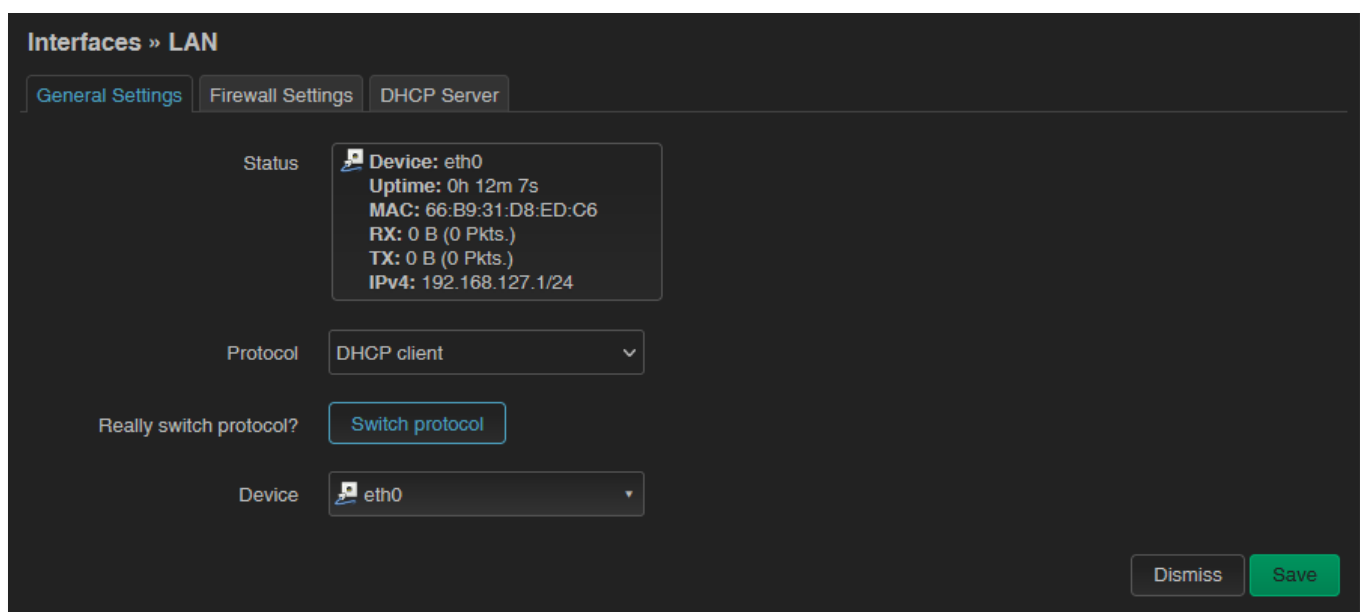 Interfaces » LAN
General Settings Firewall Settings DHCP Server
Status
Device: eth0
Uptime: 0h 12m 7s
MAC: 66:B9:31:D8:ED:C6
RX: 0 B (0 Pkts.)
TX: 0 B (0 Pkts.)
IPv4: 192.168.127.1/24
Protocol DHCP client
Really switch protocol? Switch protocol
Device eth0
Dismiss Save